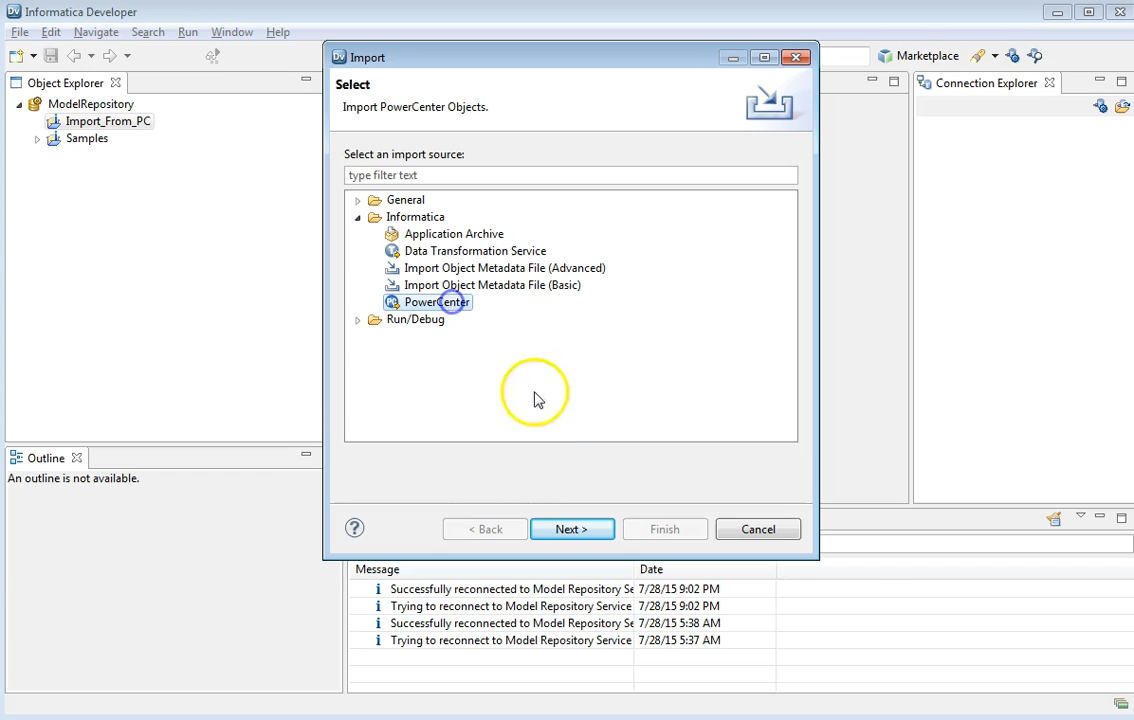 Informatica Developer
File Edit Navigate Search Run Window Help
Marketplace
Object Explorer
ModelRepository
Import_From_PC
Samples
Import
Select
Import PowerCenter Objects.
Select an import source:
type filter text
General
Informatica
Application Archive
Data Transformation Service
Import Object Metadata File (Advanced)
Import Object Metadata File (Basic)
PowerCenter
Run/Debug
< Back Next > Finish Cancel
Connection Explorer
Outline
An outline is not available.
Message Date
Successfully reconnected to Model Repository Se 7/28/15 9:02 PM
Trying to reconnect to Model Repository Service 7/28/15 9:02 PM
Successfully reconnected to Model Repository Se 7/28/15 5:38 AM
Trying to reconnect to Model Repository Service 7/28/15 5:37 AM